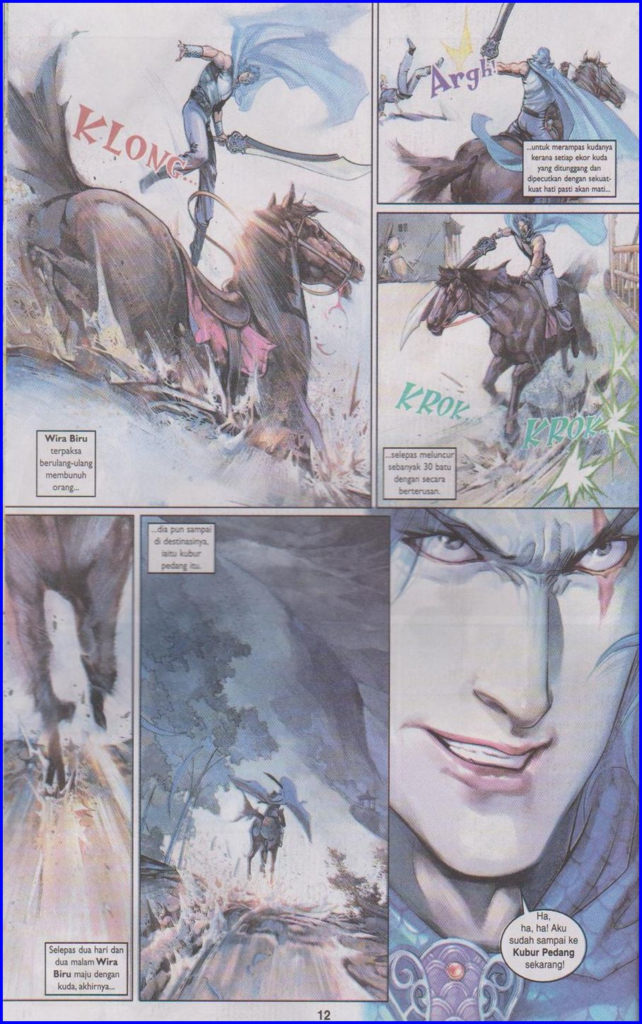 KLONG...
Wira Biru
terpaksa
berulang-ulang
membunuh
orang...
Argh!
...untuk merampas kudanya
kerana setiap ekor kuda
yang ditunggang dan
dipecutkan dengan sekuat-
kuat hati pasti akan mati...
KROK
KROK
...selepas meluncur
sebanyak 30 batu
dengan secara
berterusan.
Selepas dua hari dan
dua malam Wira
Biru maju dengan
kuda, akhirnya...
...dia pun sampai
di destinasinya,
iaitu kubur
pedang itu.
Ha,
ha, ha! Aku
sudah sampai ke
Kubur Pedang
sekarang!
12